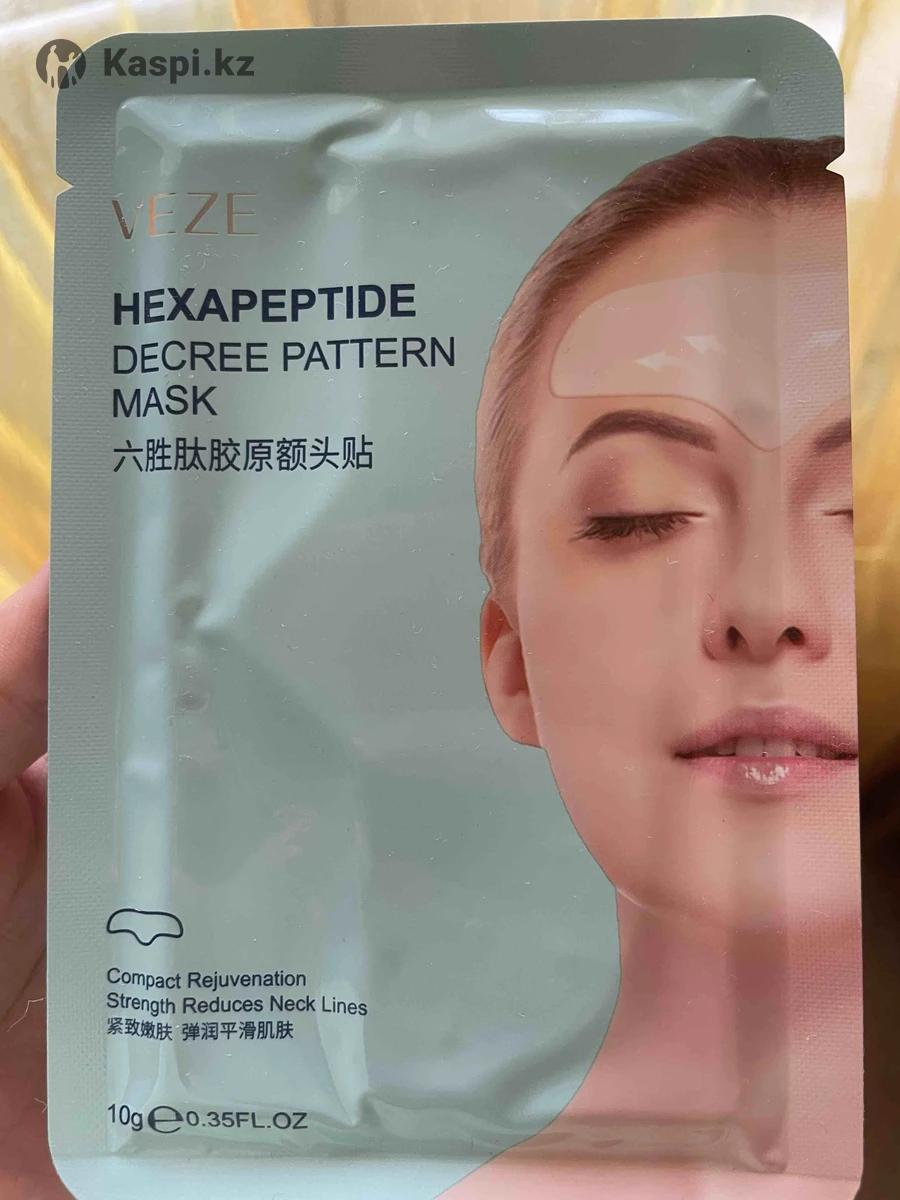 Kaspi.kz
VEZE
HEXAPEPTIDE
DECREE PATTERN
MASK
六胜肽胶原额头贴
Compact Rejuvenation
Strength Reduces Neck Lines
紧致嫩肤 弹润平滑肌肤
10g ℮ 0.35FL.OZ